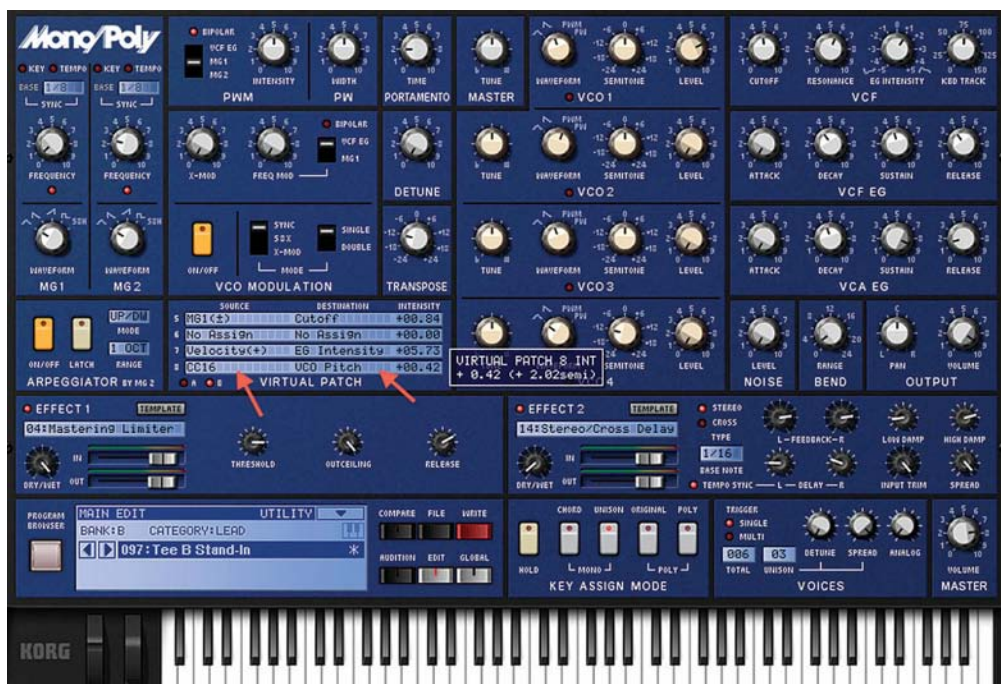 Mono/Poly
KEY TEMPO KEY TEMPO
BASE 1/8 BASE 1/8
SYNC SYNC
FREQUENCY FREQUENCY
WAVEFORM WAVEFORM
MG1 MG2
BIPOLAR
VCF EG
MG1
MG2
INTENSITY
PWM
WIDTH
PW
TIME
PORTAMENTO
TUNE
MASTER
X-MOD
FREQ MOD
BIPOLAR
VCF EG
MG1
DETUNE
ON/OFF
SYNC
S&X
X-MOD
SINGLE
DOUBLE
MODE
VCO MODULATION
TRANSPOSE
WAVEFORM SEMITONE LEVEL
VCO1
TUNE WAVEFORM SEMITONE LEVEL
VCO2
TUNE WAVEFORM SEMITONE LEVEL
VCO3
CUTOFF RESONANCE EG INTENSITY KBD TRACK
VCF
ATTACK DECAY SUSTAIN RELEASE
VCF EG
ATTACK DECAY SUSTAIN RELEASE
VCA EG
UP/DW
MODE
1 OCT
RANGE
ON/OFF LATCH
ARPEGGIATOR BY MG 2
SOURCE DESTINATION INTENSITY
5 MG1(±) Cutoff +00.84
6 No Assign No Assign +00.00
7 Velocity(+) EG Intensity +05.73
8 CC16 VCO Pitch +00.42
A B VIRTUAL PATCH
VIRTUAL PATCH 8 INT
+ 0.42 (+ 2.02semi)
LEVEL
NOISE
RANGE
BEND
PAN VOLUME
OUTPUT
EFFECT 1 TEMPLATE
04:Mastering Limiter
IN
OUT
DRY/WET
THRESHOLD OUTCEILING RELEASE
EFFECT 2 TEMPLATE
14:Stereo/Cross Delay
IN
OUT
DRY/WET
STEREO
CROSS
TYPE
1/16
BASE NOTE
TEMPO SYNC
L FEEDBACK R
L DELAY R
LOW DAMP HIGH DAMP
INPUT TRIM SPREAD
PROGRAM
BROWSER
MAIN EDIT UTILITY
BANK:B CATEGORY:LEAD
097:Tee B Stand-In *
COMPARE FILE WRITE
AUDITION EDIT GLOBAL
CHORD UNISON ORIGINAL POLY
HOLD MONO POLY
KEY ASSIGN MODE
TRIGGER
SINGLE
MULTI
006 03
TOTAL UNISON
DETUNE SPREAD ANALOG
VOICES
VOLUME
MASTER
KORG